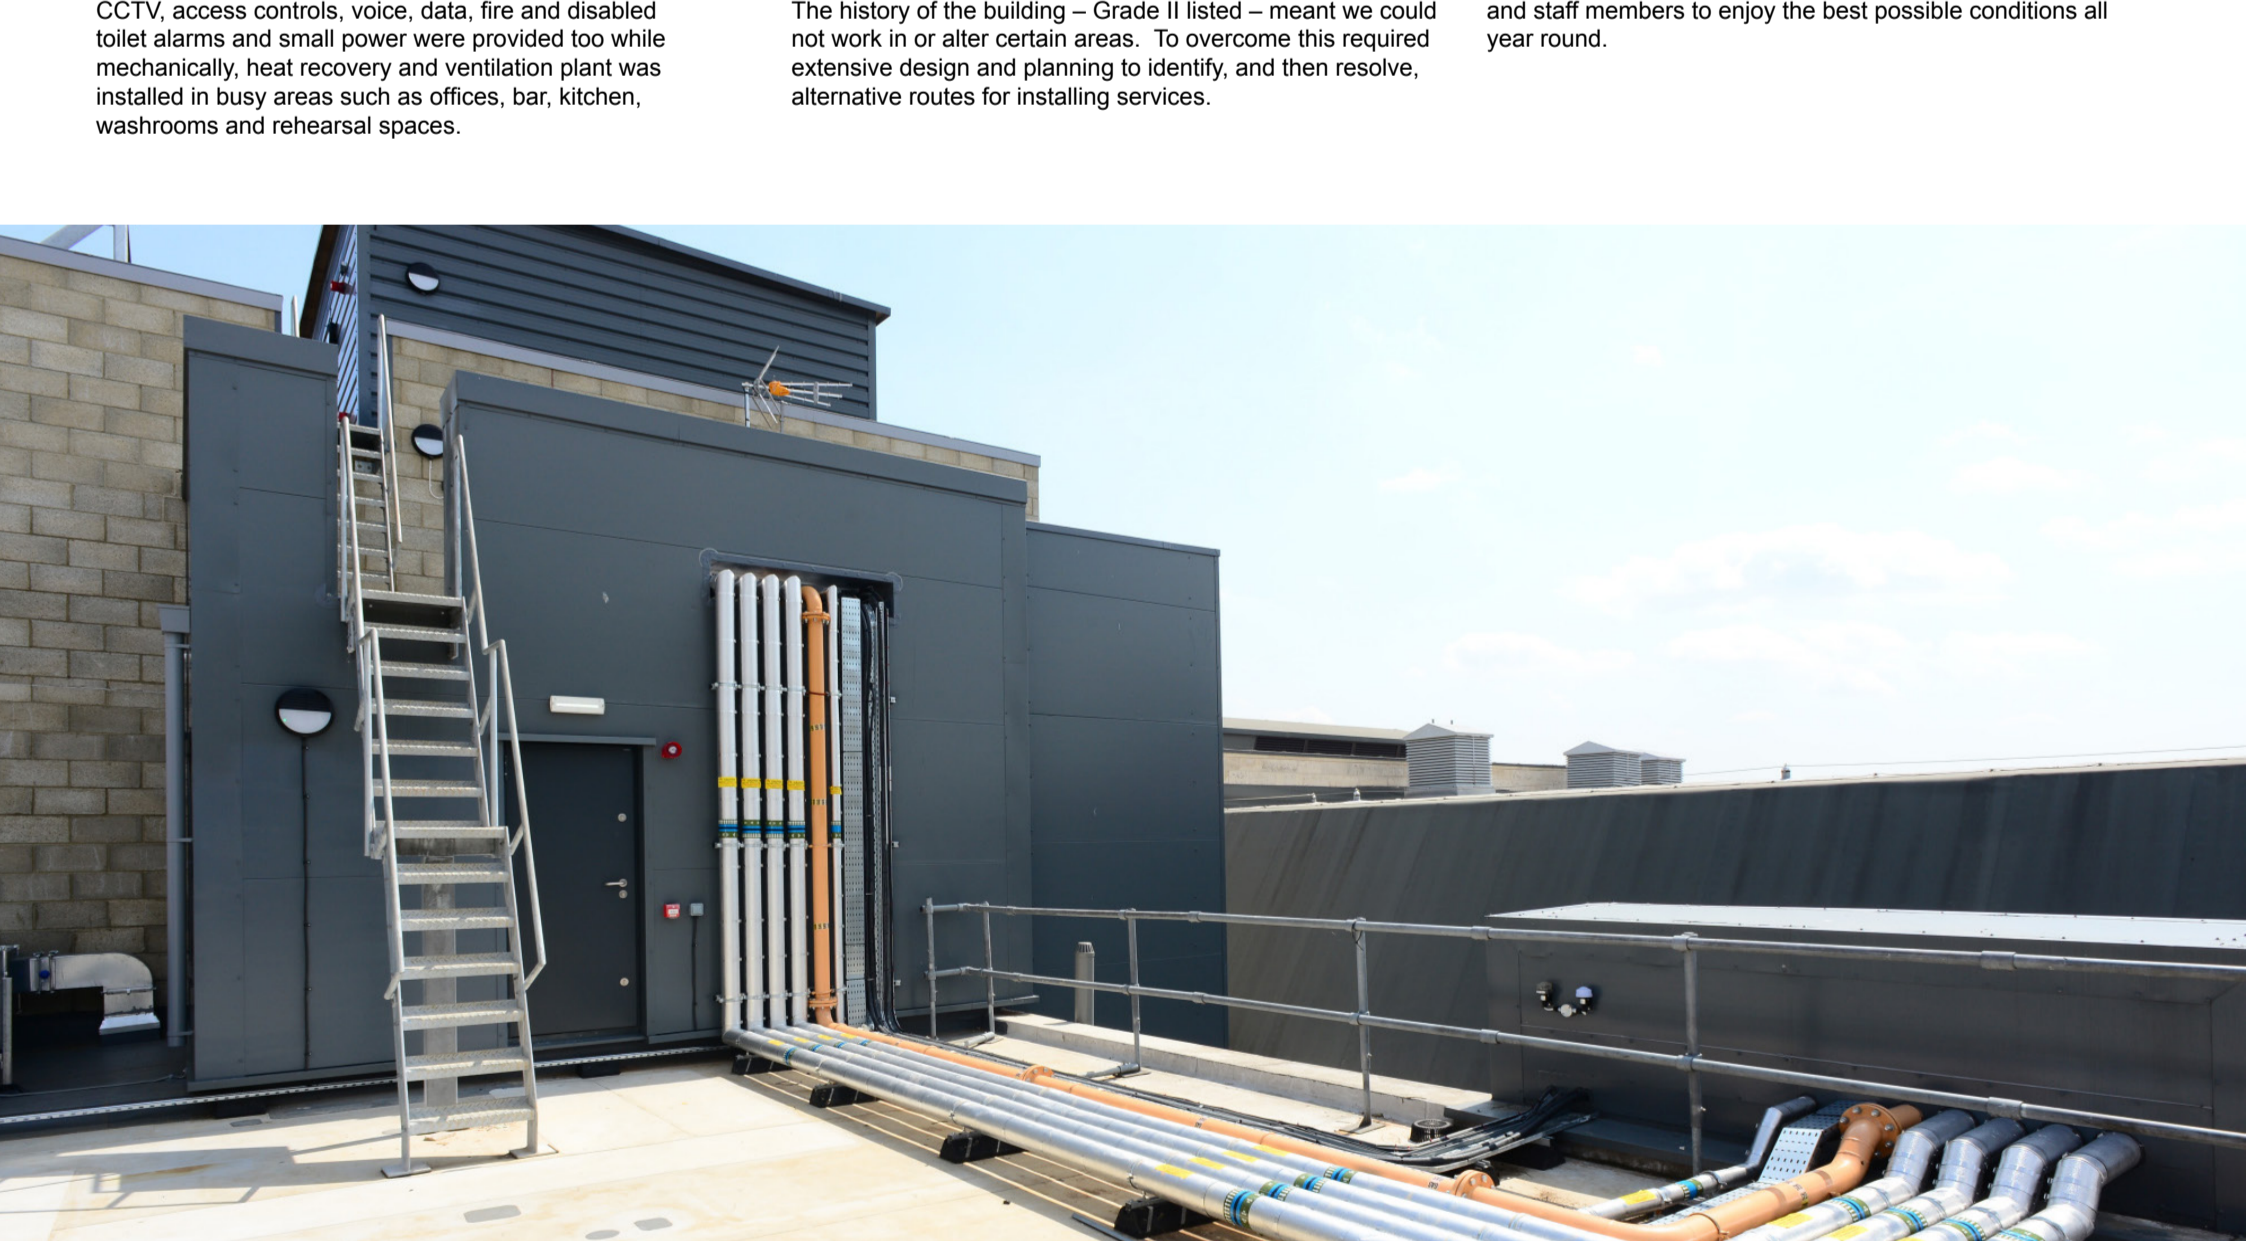 CCTV, access controls, voice, data, fire and disabled
toilet alarms and small power were provided too while
mechanically, heat recovery and ventilation plant was
installed in busy areas such as offices, bar, kitchen,
washrooms and rehearsal spaces.
The history of the building – Grade II listed – meant we could
not work in or alter certain areas.  To overcome this required
extensive design and planning to identify, and then resolve,
alternative routes for installing services.
and staff members to enjoy the best possible conditions all
year round.